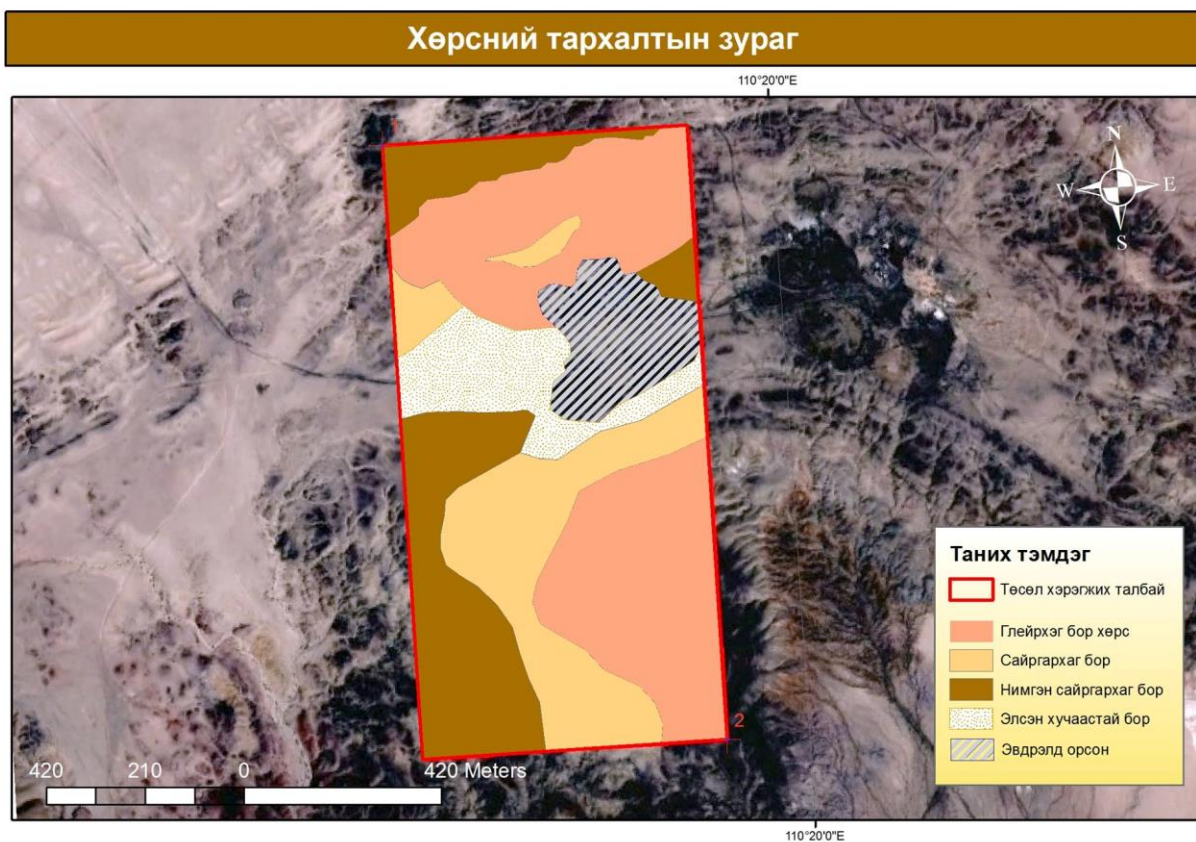 Хөрсний тархалтын зураг
110°20'0"E
N
W E
S
1
2
Таних тэмдэг
Төсөл хэрэгжих талбай
Глейрхэг бор хөрс
Сайргархаг бор
Нимгэн сайргархаг бор
Элсэн хучаастай бор
Эвдрэлд орсон
420 210 0 420 Meters
110°20'0"E